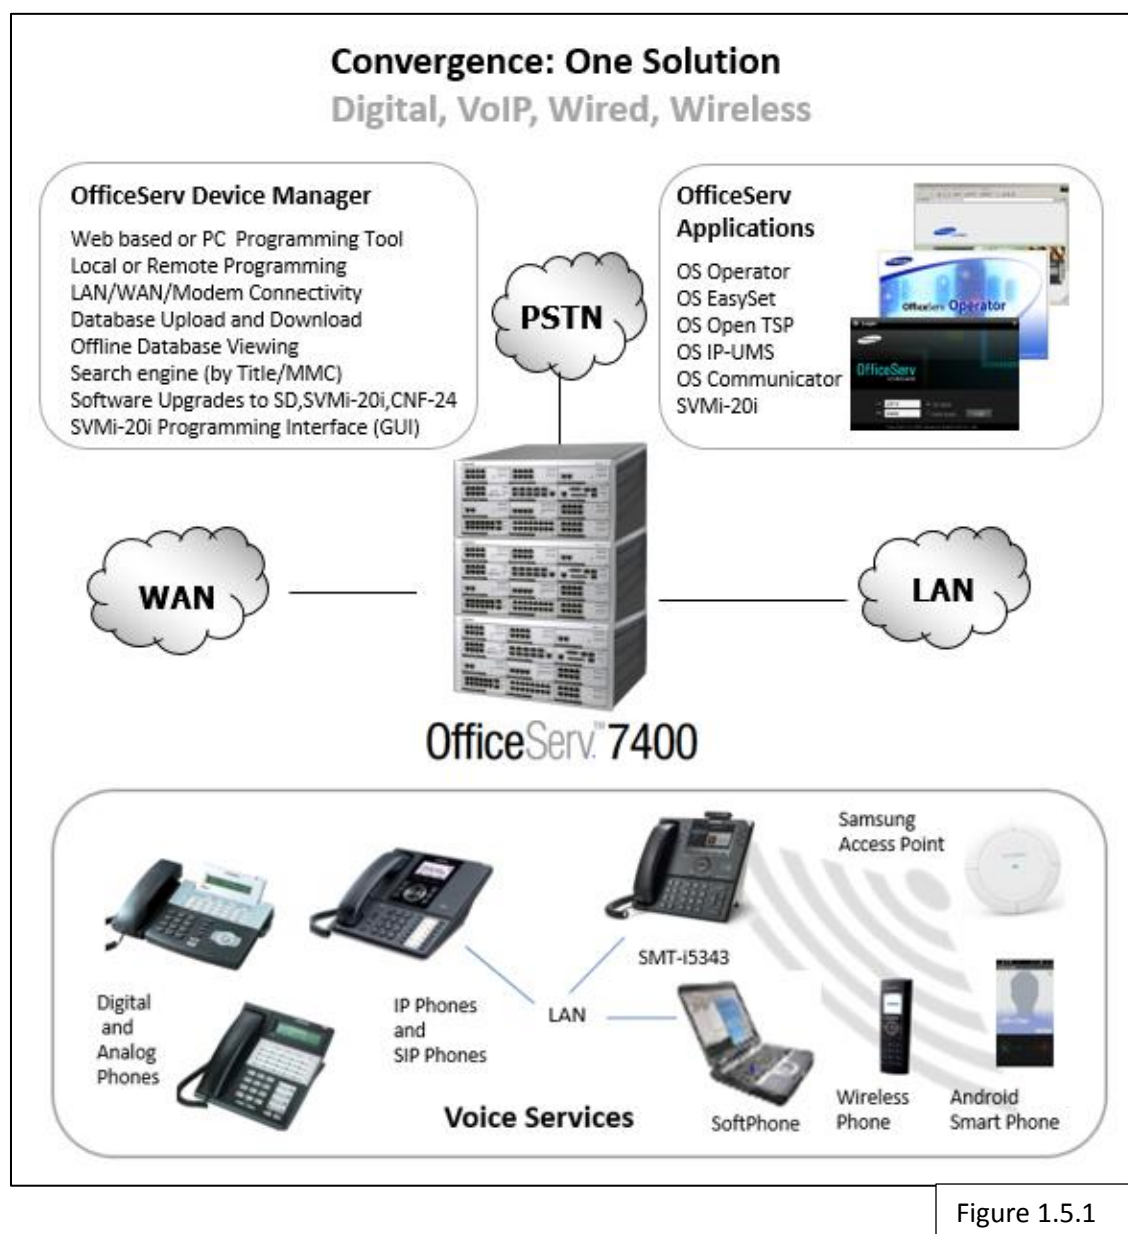 Convergence: One Solution
Digital, VoIP, Wired, Wireless
OfficeServ Device Manager
Web based or PC Programming Tool
Local or Remote Programming
LAN/WAN/Modem Connectivity
Database Upload and Download
Offline Database Viewing
Search engine (by Title/MMC)
Software Upgrades to SD,SVMi-20i,CNF-24
SVMi-20i Programming Interface (GUI)
PSTN
OfficeServ
Applications
OS Operator
OS EasySet
OS Open TSP
OS IP-UMS
OS Communicator
SVMi-20i
OfficeServ Operator
OfficeServ
WAN
LAN
OfficeServ.™ 7400
Samsung
Access Point
SMT-i5343
Digital
and
Analog
Phones
IP Phones
and
SIP Phones
LAN
SoftPhone
Wireless
Phone
Android
Smart Phone
Voice Services
Figure 1.5.1